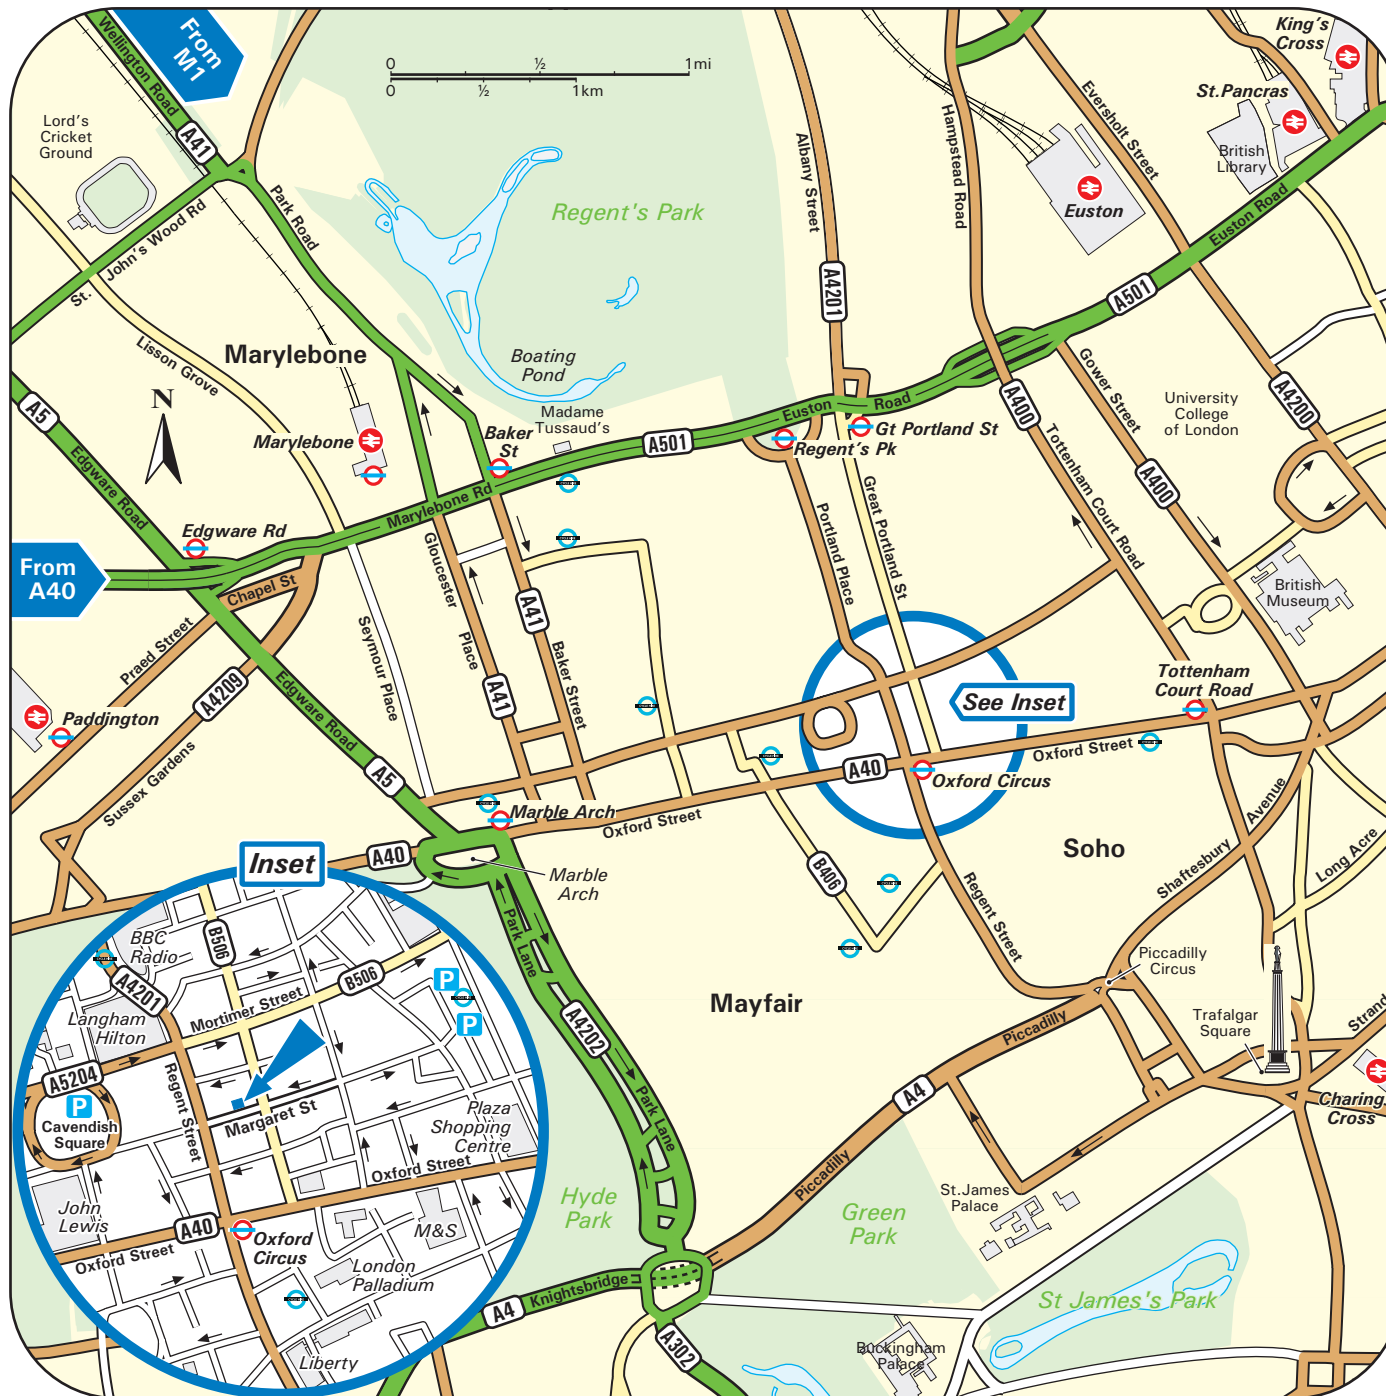 From
M1
Wellington Road
A41
Lord's
Cricket
Ground
St. John's Wood Rd
Park Road
0 ½ 1mi
0 ½ 1km
Regent's Park
Albany Street
A4201
Hampstead Road
Eversholt Street
King's
Cross
St.Pancras
British
Library
Euston
Euston Road
A501
Lisson Grove
Marylebone
N
A5
Edgware Road
Marylebone
Boating
Pond
Madame
Tussaud's
Baker
St
A501
Euston Road
Regent's Pk
Gt Portland St
A400
Gower Street
University
College
of London
A4200
Tottenham Court Road
A400
Marylebone Rd
Edgware Rd
From
A40
Chapel St
Praed Street
A4209
Edgware Road
Seymour Place
Gloucester Place
A41
A41
Baker Street
Portland Place
Great Portland St
British
Museum
Paddington
Sussex Gardens
A5
See Inset
Tottenham
Court Road
Oxford Street
A40
Oxford Circus
Marble Arch
Oxford Street
A40
Marble
Arch
B406
Soho
Regent Street
Shaftesbury Avenue
Long Acre
Park Lane
A4202
Park Lane
Mayfair
Piccadilly
Circus
Piccadilly
Trafalgar
Square
Strand
Charing
Cross
A4
Piccadilly
St.James
Palace
Hyde
Park
Green
Park
St James's Park
Knightsbridge
A4
A302
Buckingham
Palace
Inset
BBC
Radio
B506
B506
A4201
Langham
Hilton
Mortimer Street
P
P
A5204
P
Cavendish
Square
Regent Street
Margaret St
Plaza
Shopping
Centre
Oxford Street
John
Lewis
A40
Oxford Street
Oxford
Circus
M&S
London
Palladium
Liberty